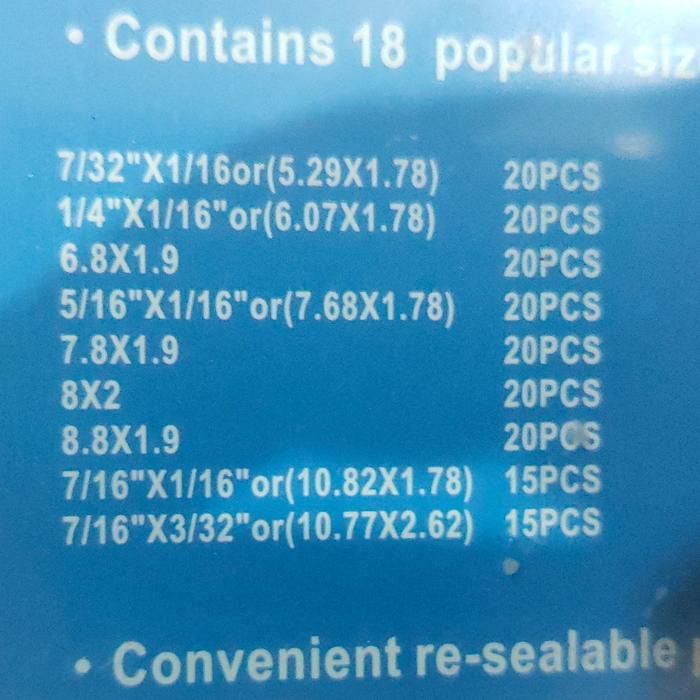 • Contains 18 popular
7/32"X1/16or(5.29X1.78) 20PCS
1/4"X1/16"or(6.07X1.78) 20PCS
6.8X1.9 20PCS
5/16"X1/16"or(7.68X1.78) 20PCS
7.8X1.9 20PCS
8X2 20PCS
8.8X1.9 20PCS
7/16"X1/16"or(10.82X1.78) 15PCS
7/16"X3/32"or(10.77X2.62) 15PCS
• Convenient re-sealable